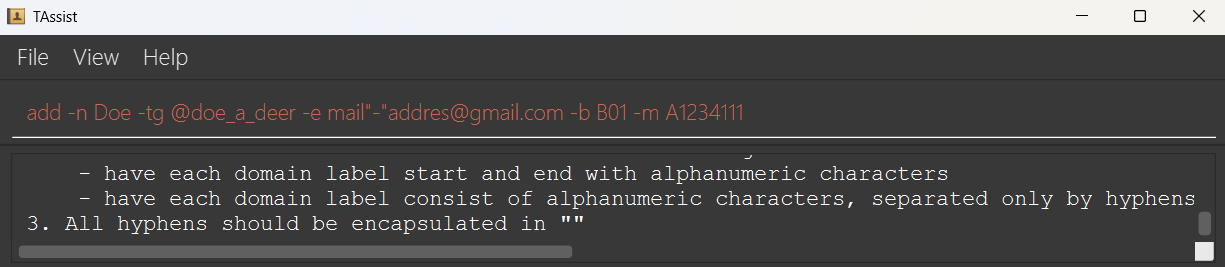 TAssist
File View Help
add -n Doe -tg @doe_a_deer -e mail"-"addres@gmail.com -b B01 -m A1234111
- have each domain label start and end with alphanumeric characters
- have each domain label consist of alphanumeric characters, separated only by hyphens
3. All hyphens should be encapsulated in ""